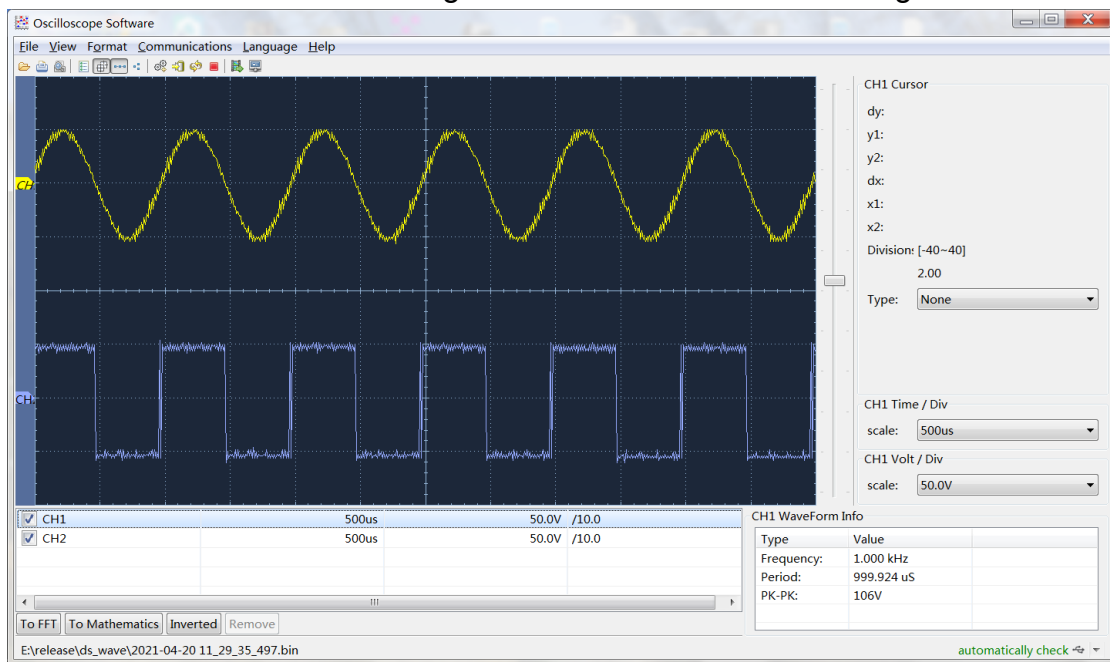 Oscilloscope Software
File View Format Communications Language Help
CH1 Cursor
dy:
y1:
y2:
dx:
x1:
x2:
Division: [-40~40]
2.00
Type: None
CH
CH
CH1 Time / Div
scale: 500us
CH1 Volt / Div
scale: 50.0V
CH1 500us 50.0V /10.0
CH2 500us 50.0V /10.0
CH1 WaveForm Info
Type Value
Frequency: 1.000 kHz
Period: 999.924 uS
PK-PK: 106V
To FFT To Mathematics Inverted Remove
E:\release\ds_wave\2021-04-20 11_29_35_497.bin automatically check